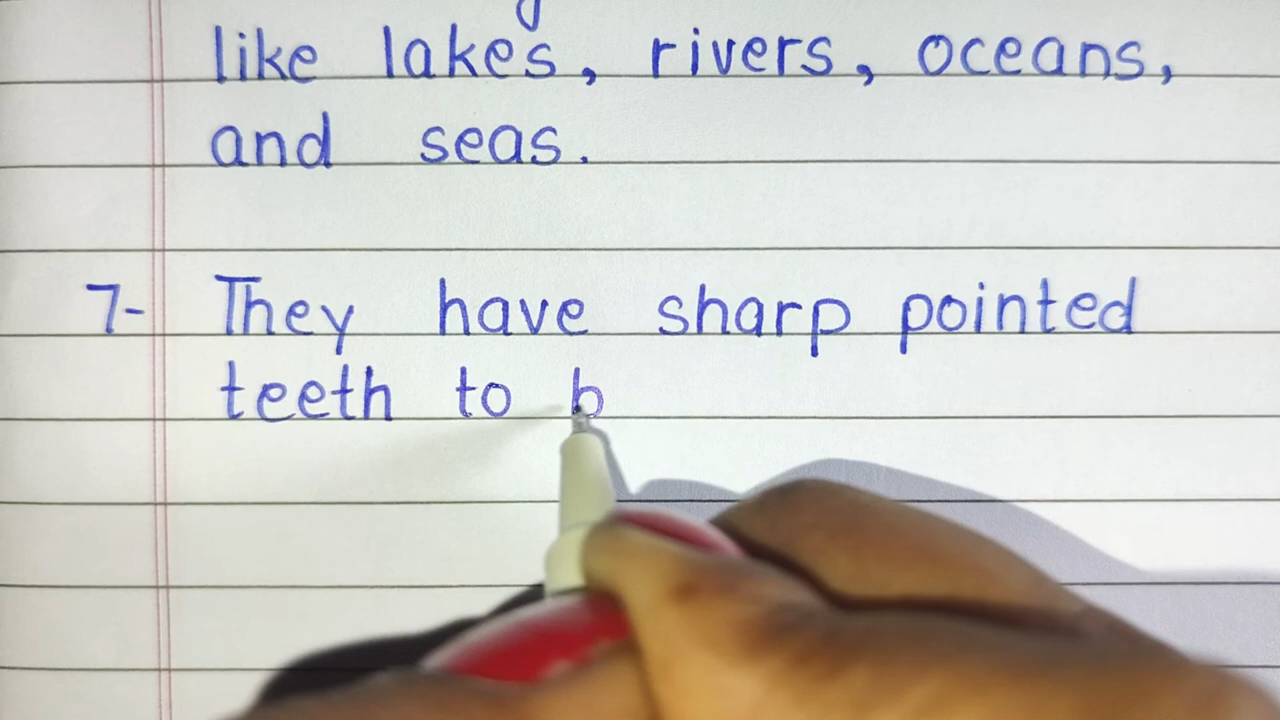 like lakes, rivers, oceans,
and seas.
7- They have sharp pointed
teeth to b